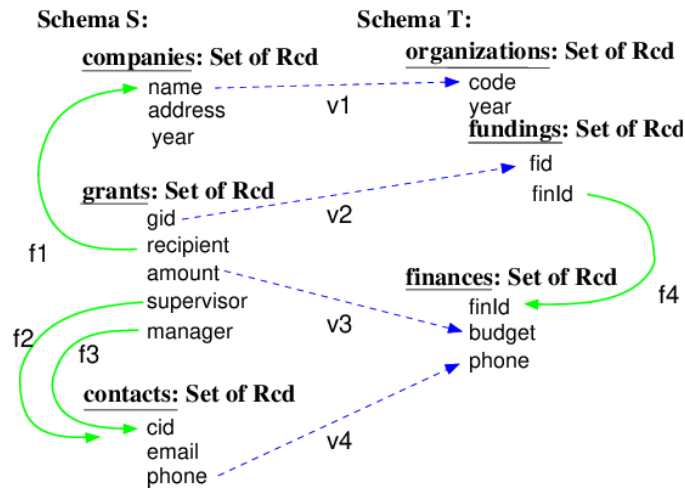 Schema S:
Schema T:
companies: Set of Rcd
name
address
year
organizations: Set of Rcd
code
year
fundings: Set of Rcd
fid
finId
v1
grants: Set of Rcd
gid
recipient
amount
supervisor
manager
v2
f1
f2
f3
v3
finances: Set of Rcd
finId
budget
phone
f4
contacts: Set of Rcd
cid
email
phone
v4